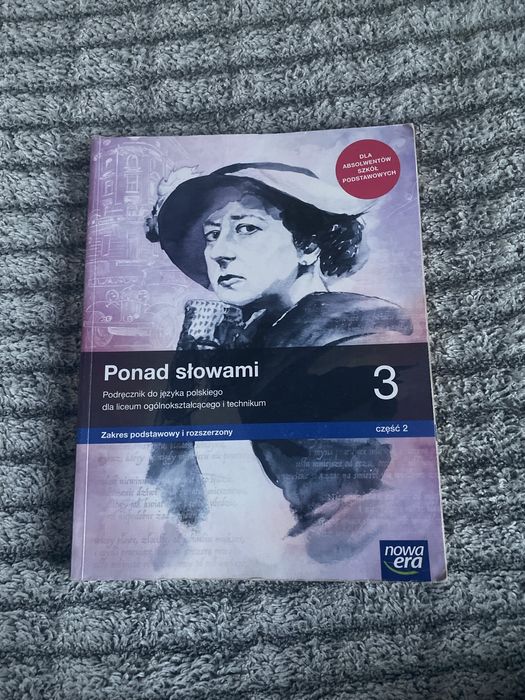 DLA
ABSOLWENTÓW
SZKÓŁ
PODSTAWOWYCH
Ponad słowami
3
Podręcznik do języka polskiego
dla liceum ogólnokształcącego i technikum
Zakres podstawowy i rozszerzony
część 2
nowa
era